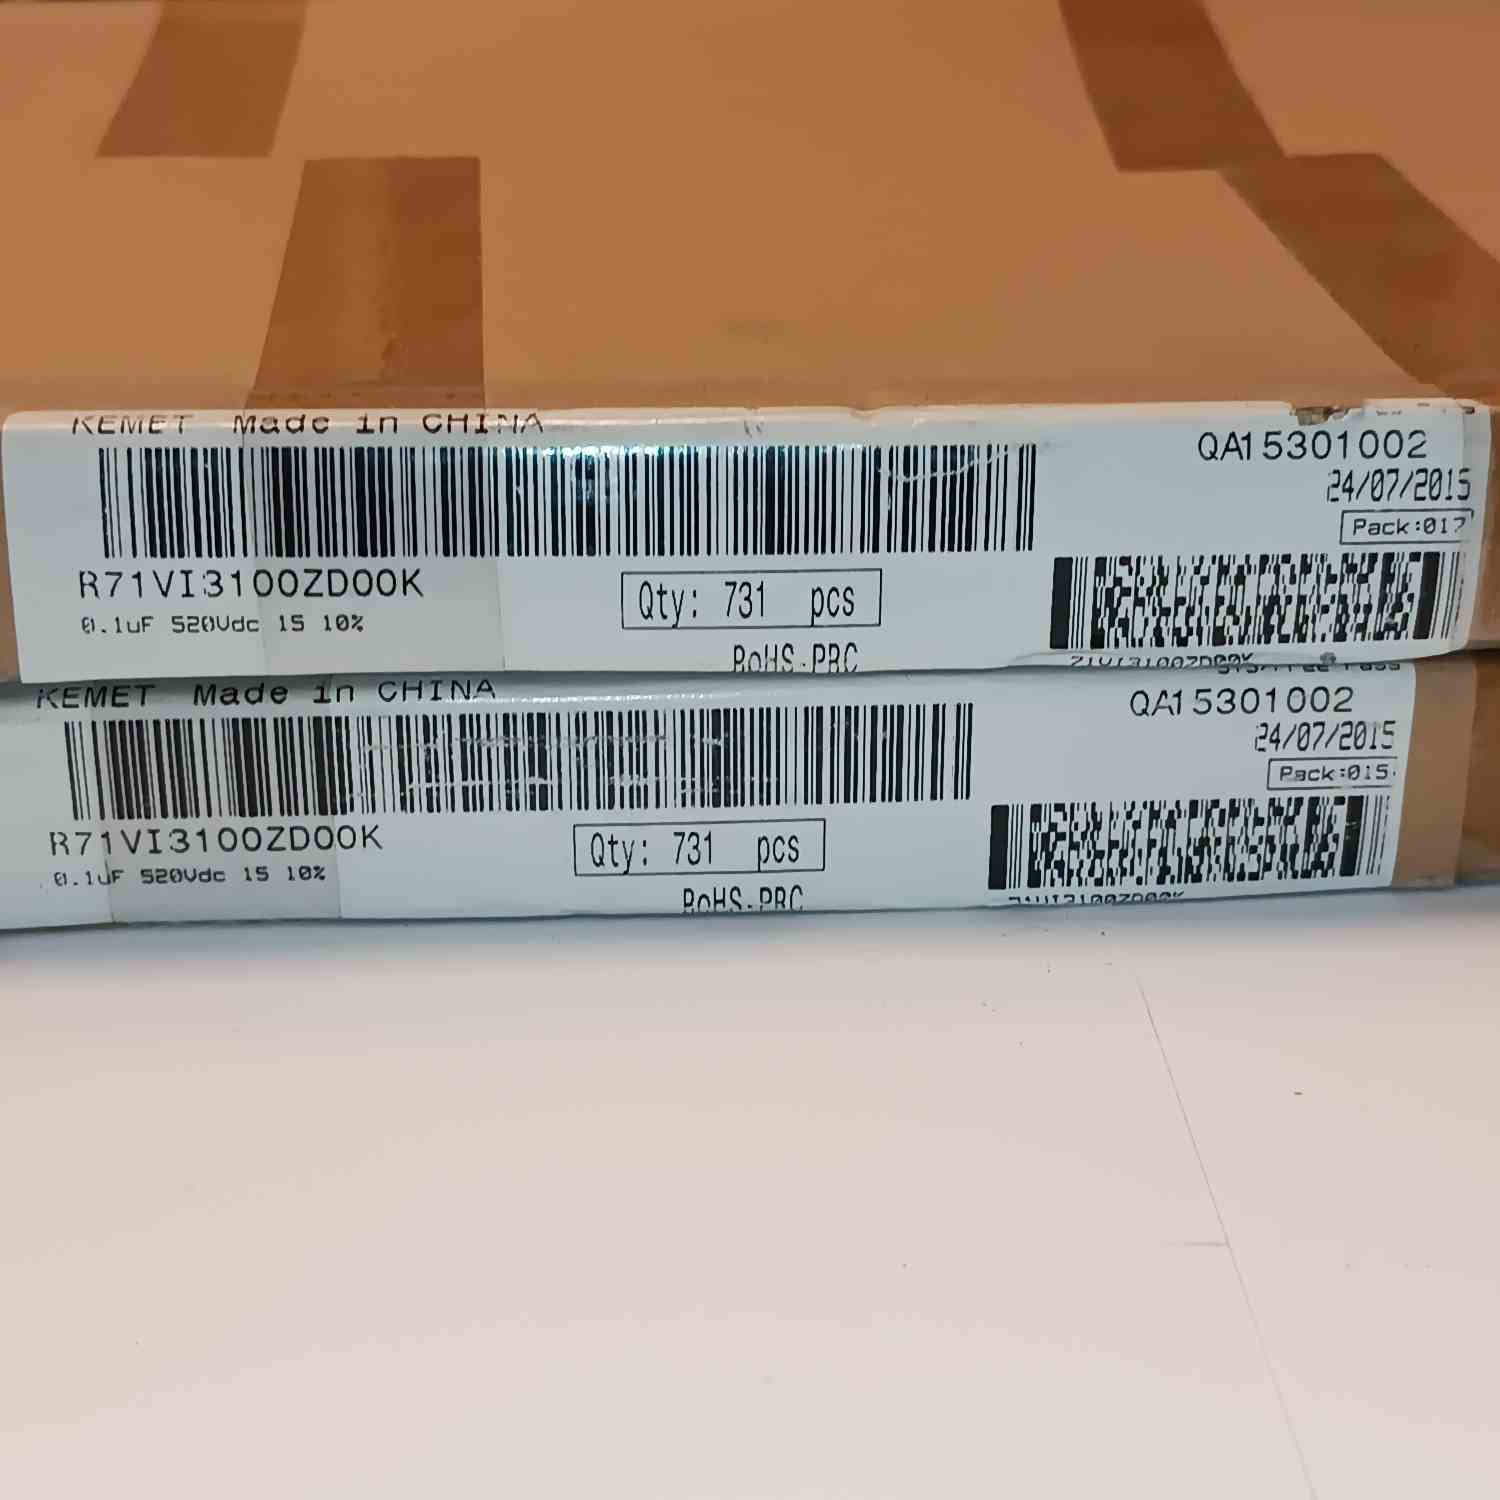 KEMET Made in CHINA
QA15301002
24/07/2015
Pack:017
R71VI3100ZD00K
0.1uF 520Vdc 15 10%
Qty: 731 pcs
RoHS-PRC
71VI3100ZD00K
KEMET Made in CHINA
QA15301002
24/07/2015
Pack:015
R71VI3100ZD00K
0.1uF 520Vdc 15 10%
Qty: 731 pcs
RoHS-PRC
71VI3100ZD00K